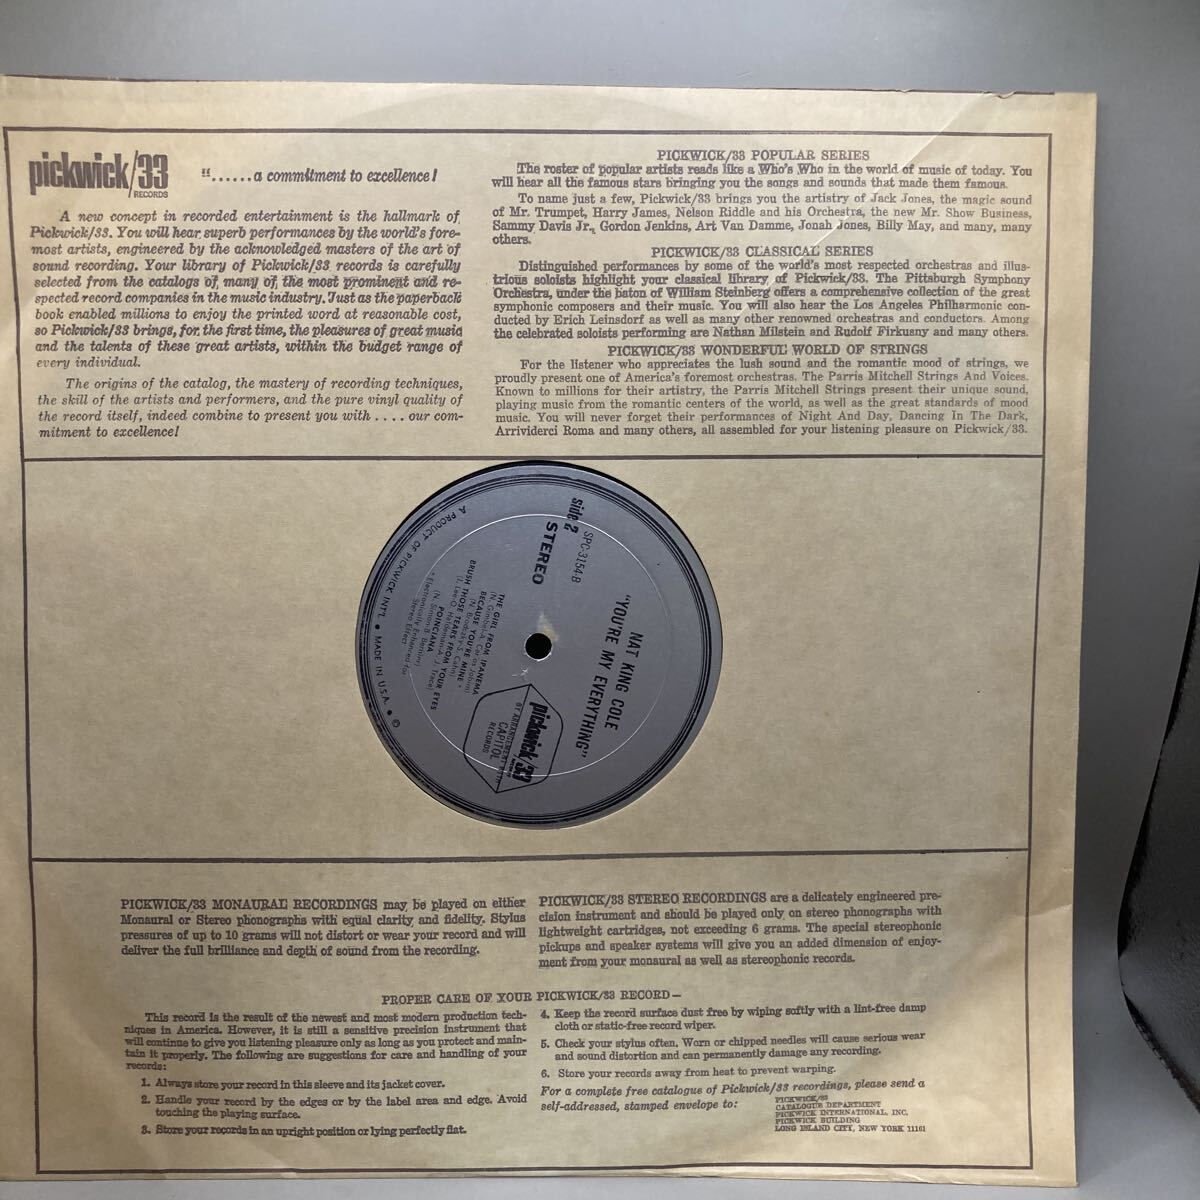 pickwick/33
RECORDS
"......a commitment to excellence!
A new concept in recorded entertainment is the hallmark of
Pickwick/33. You will hear superb performances by the world's fore-
most artists, engineered by the acknowledged masters of the art of
sound recording. Your library of Pickwick/33 records is carefully
selected from the catalogs of many of the most prominent and re-
spected record companies in the music industry. Just as the paperback
book enabled millions to enjoy the printed word at reasonable cost,
so Pickwick/33 brings, for the first time, the pleasures of great music
and the talents of these great artists, within the budget range of
every individual.
The origins of the catalog, the mastery of recording techniques,
the skill of the artists and performers, and the pure vinyl quality of
the record itself, indeed combine to present you with . . . . our com-
mitment to excellence!
PICKWICK/33 POPULAR SERIES
The roster of popular artists reads like a Who's Who in the world of music of today. You
will hear all the famous stars bringing you the songs and sounds that made them famous.
To name just a few, Pickwick/33 brings you the artistry of Jack Jones, the magic sound
of Mr. Trumpet, Harry James, Nelson Riddle and his Orchestra, the new Mr. Show Business,
Sammy Davis Jr., Gordon Jenkins, Art Van Damme, Jonah Jones, Billy May, and many, many
others.
PICKWICK/33 CLASSICAL SERIES
Distinguished performances by some of the world's most respected orchestras and illus-
trious soloists highlight your classical library of Pickwick/33. The Pittsburgh Symphony
Orchestra, under the baton of William Steinberg offers a comprehensive collection of the great
symphonic composers and their music. You will also hear the Los Angeles Philharmonic con-
ducted by Erich Leinsdorf as well as many other renowned orchestras and conductors. Among
the celebrated soloists performing are Nathan Milstein and Rudolf Firkusny and many others.
PICKWICK/33 WONDERFUL WORLD OF STRINGS
For the listener who appreciates the lush sound and the romantic mood of strings, we
proudly present one of America's foremost orchestras. The Parris Mitchell Strings And Voices.
Known to millions for their artistry, the Parris Mitchell Strings present their unique sound,
playing music from the romantic centers of the world, as well as the great standards of mood
music. You will never forget their performances of Night And Day, Dancing In The Dark,
Arrividerci Roma and many others, all assembled for your listening pleasure on Pickwick/33.
side 2
SPC-3154-B
STEREO
NAT KING COLE
"YOU'RE MY EVERYTHING"
THE GIRL FROM IPANEMA
(N. Gimbel-A. Carlos Jobim)
BECAUSE YOU'RE MINE *
(N. Brodszky-S. Cahn)
BRUSH THOSE TEARS FROM YOUR EYES
(J. Lee-O. Haldeman-A. J. Trace)
POINCIANA
(N. Simon-B. Bernier)
* Electronically Enhanced for
Stereo Effect
pickwick/33
RECORDS
BY ARRANGEMENT WITH
CAPITOL
RECORDS
A PRODUCT OF PICKWICK INT'L. • MADE IN U.S.A. • ©
PICKWICK/33 MONAURAL RECORDINGS may be played on either
Monaural or Stereo phonographs with equal clarity and fidelity. Stylus
pressures of up to 10 grams will not distort or wear your record and will
deliver the full brilliance and depth of sound from the recording.
PICKWICK/33 STEREO RECORDINGS are a delicately engineered pre-
cision instrument and should be played only on stereo phonographs with
lightweight cartridges, not exceeding 6 grams. The special stereophonic
pickups and speaker systems will give you an added dimension of enjoy-
ment from your monaural as well as stereophonic records.
PROPER CARE OF YOUR PICKWICK/33 RECORD—
This record is the result of the newest and most modern production tech-
niques in America. However, it is still a sensitive precision instrument that
will continue to give you listening pleasure only as long as you protect and main-
tain it properly. The following are suggestions for care and handling of your
records:
1. Always store your record in this sleeve and its jacket cover.
2. Handle your record by the edges or by the label area and edge. Avoid
touching the playing surface.
3. Store your records in an upright position or lying perfectly flat.
4. Keep the record surface dust free by wiping softly with a lint-free damp
cloth or static-free record wiper.
5. Check your stylus often. Worn or chipped needles will cause serious wear
and sound distortion and can permanently damage any recording.
6. Store your records away from heat to prevent warping.
For a complete free catalogue of Pickwick/33 recordings, please send a
self-addressed, stamped envelope to:
PICKWICK/33
CATALOGUE DEPARTMENT
PICKWICK INTERNATIONAL, INC.
PICKWICK BUILDING
LONG ISLAND CITY, NEW YORK 11101